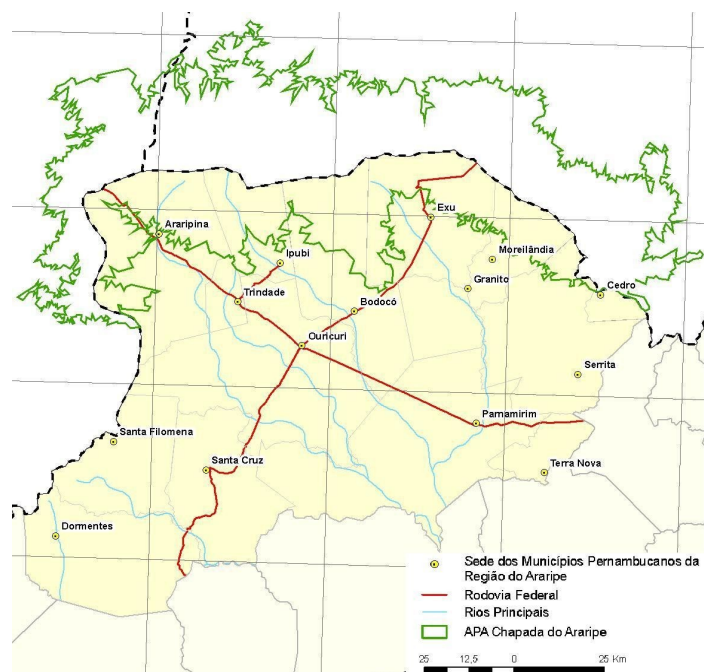 Exu
Araripina
Moreilândia
Ipubi
Granito
Cedro
Trindade
Bodocó
Ouricuri
Serrita
Parnamirim
Santa Filomena
Santa Cruz
Terra Nova
Dormentes
Sede dos Municípios Pernambucanos da
Região do Araripe
Rodovia Federal
Rios Principais
APA Chapada do Araripe
25 12,5 0 25 Km